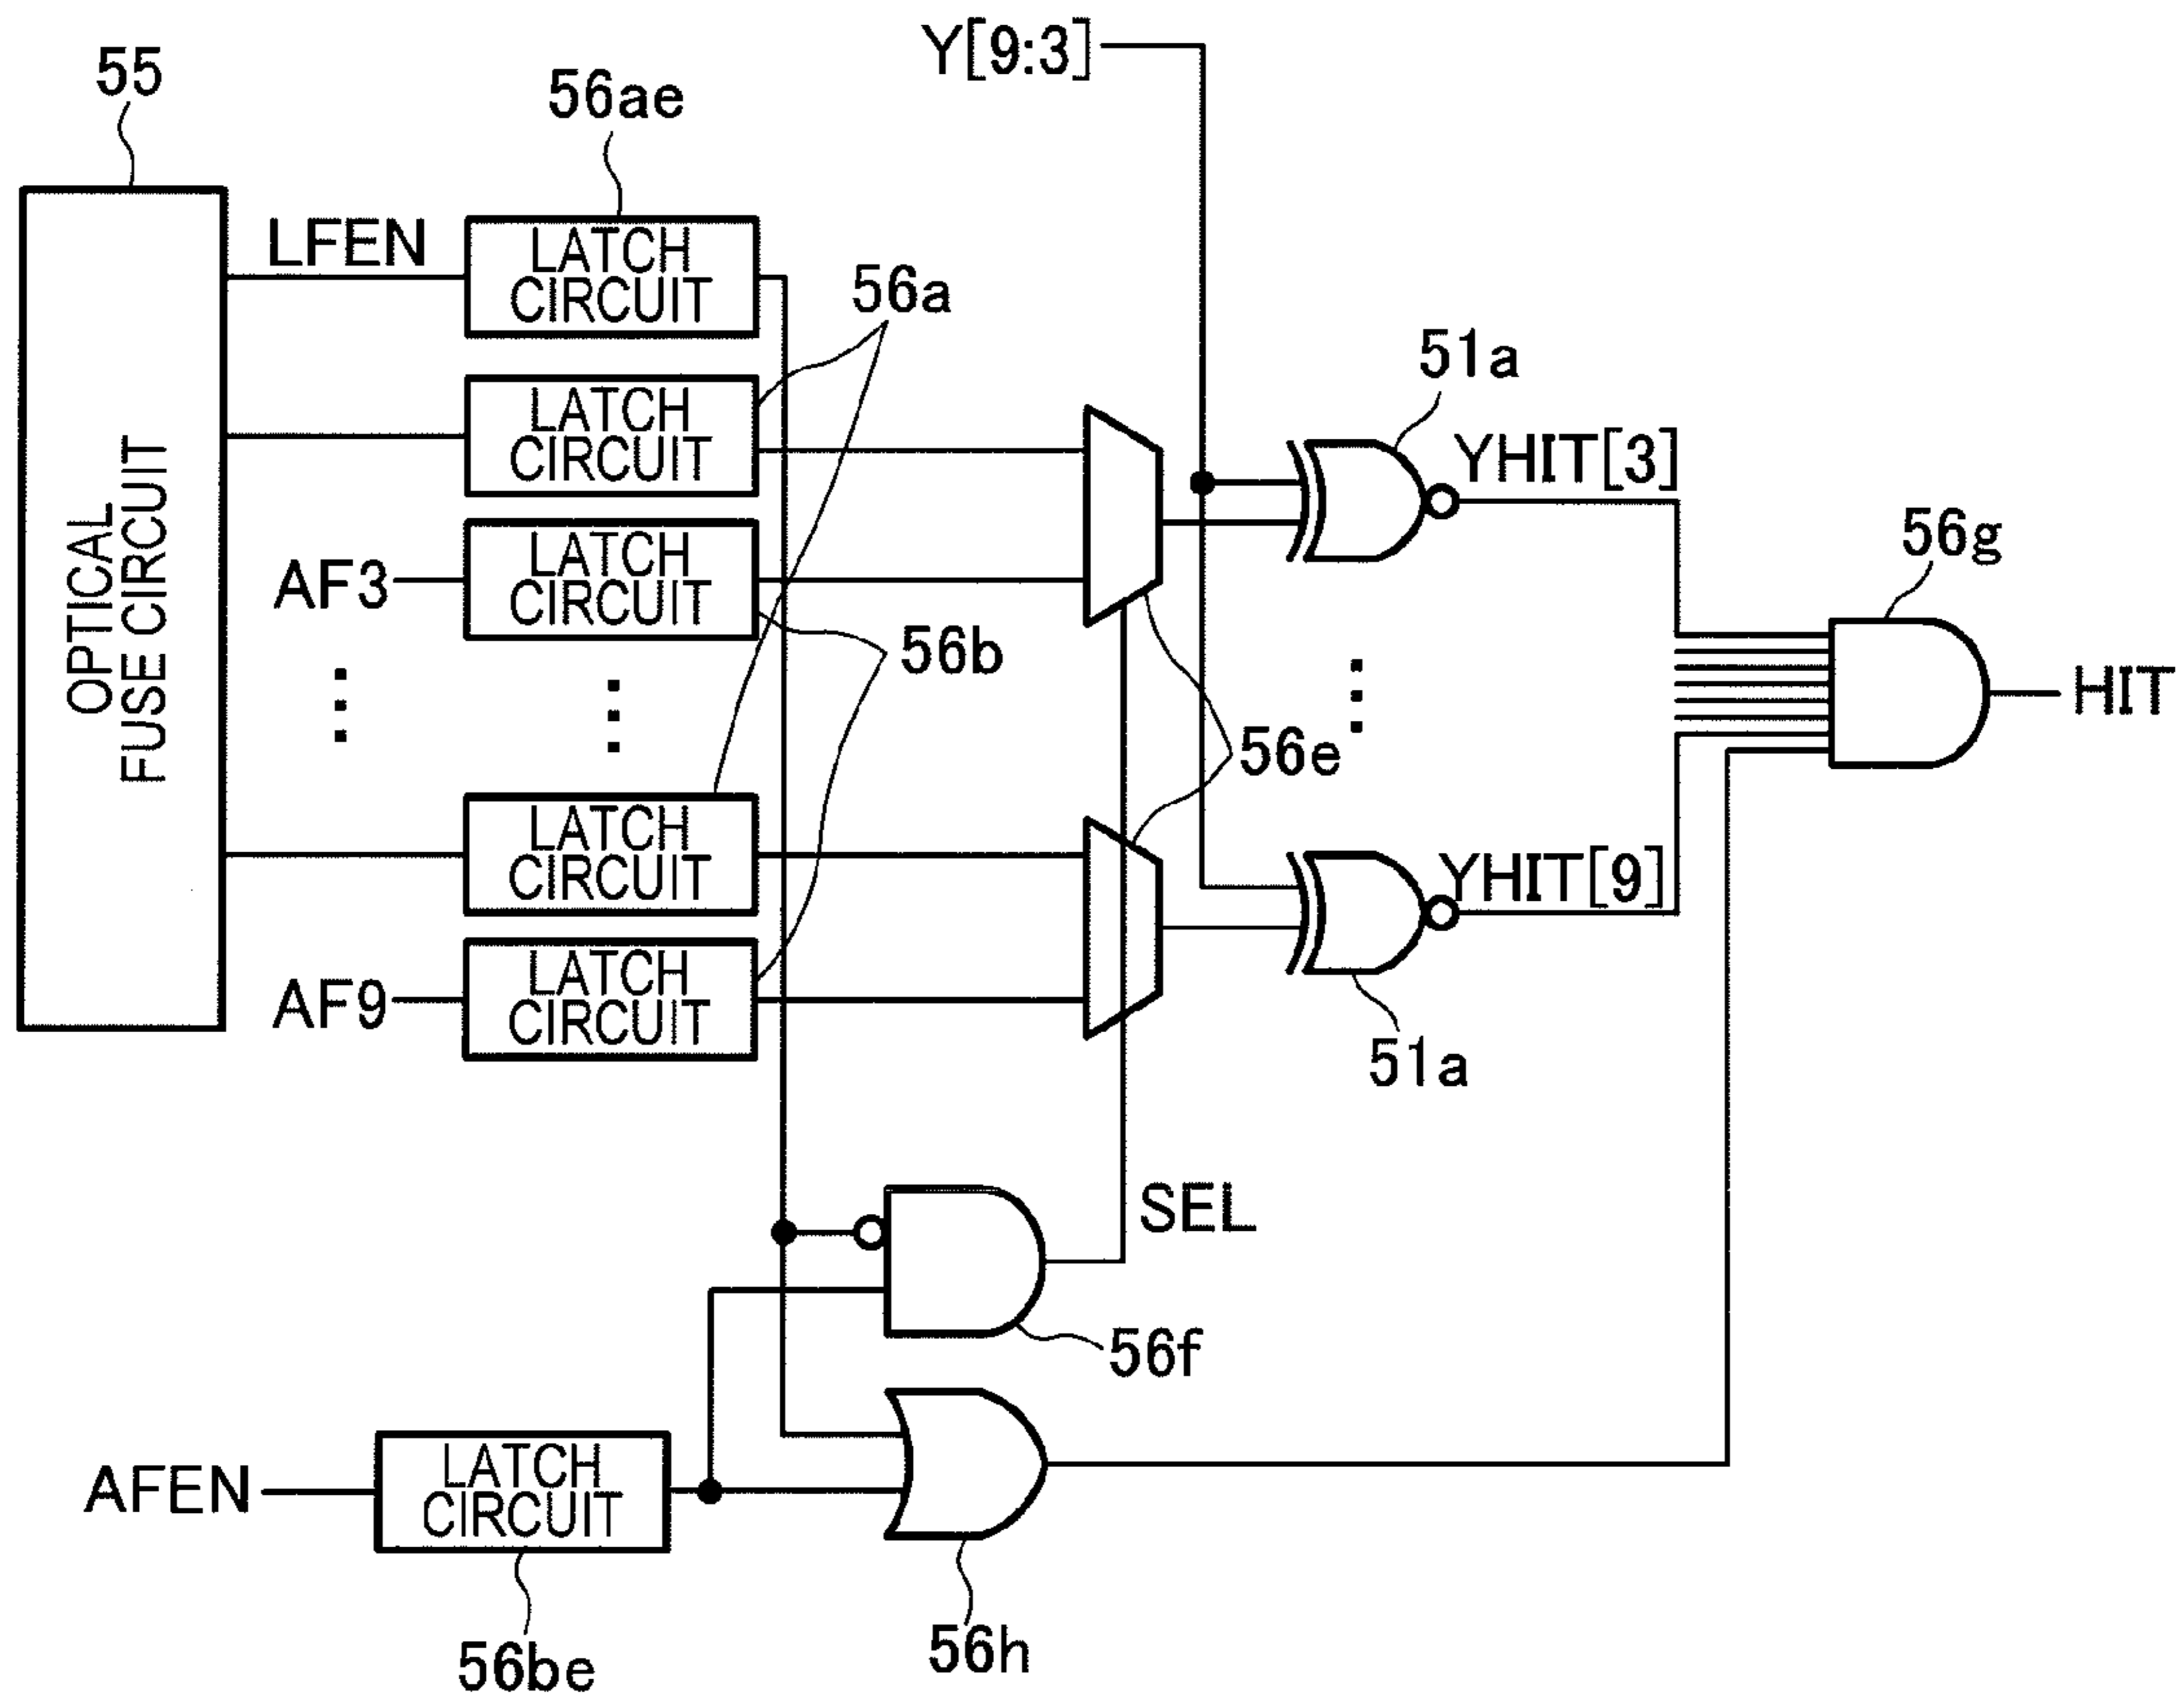 Y[9:3]
55
56ae
LFEN
LATCH
CIRCUIT
56a
51a
LATCH
CIRCUIT
YHIT[3]
56g
OPTICAL
FUSE CIRCUIT
AF3
LATCH
CIRCUIT
56b
HIT
56e
LATCH
CIRCUIT
YHIT[9]
AF9
LATCH
CIRCUIT
51a
SEL
56f
AFEN
LATCH
CIRCUIT
56be
56h